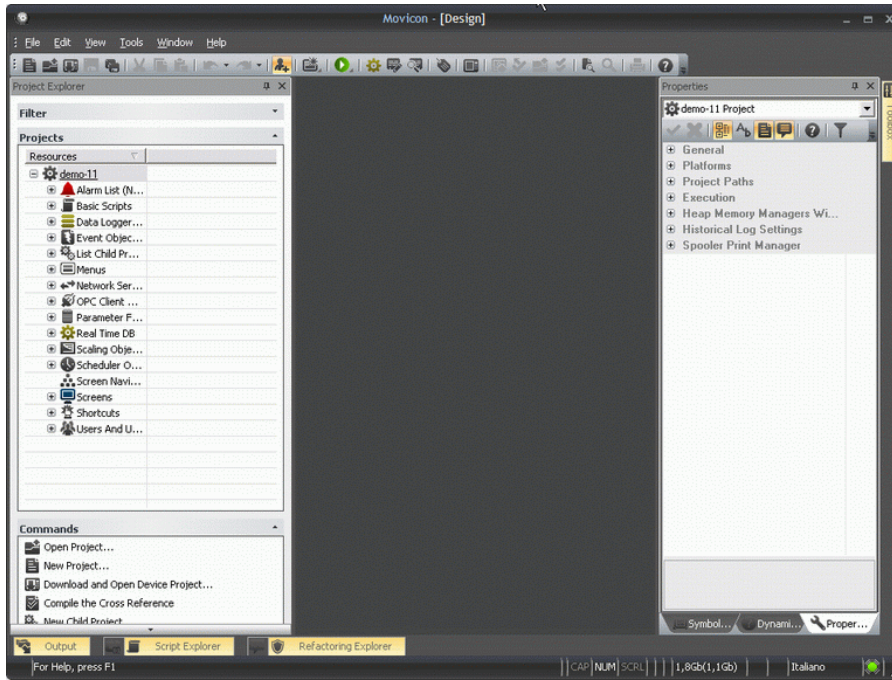 Movicon - [Design]
File Edit View Tools Window Help
Project Explorer
Filter
Projects
Resources
demo-11
Alarm List (N...
Basic Scripts
Data Logger...
Event Objec...
List Child Pr...
Menus
Network Ser...
OPC Client ...
Parameter F...
Real Time DB
Scaling Obje...
Scheduler O...
Screen Navi...
Screens
Shortcuts
Users And U...
Commands
Open Project...
New Project...
Download and Open Device Project...
Compile the Cross Reference
New Child Project
Properties
demo-11 Project
General
Platforms
Project Paths
Execution
Heap Memory Managers Wi...
Historical Log Settings
Spooler Print Manager
Toolbox
Symbol... Dynami... Proper...
Output Script Explorer Refactoring Explorer
For Help, press F1 CAP NUM SCRL 1,8Gb(1,1Gb) Italiano